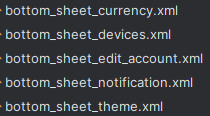 bottom_sheet_currency.xml
bottom_sheet_devices.xml
bottom_sheet_edit_account.xml
bottom_sheet_notification.xml
bottom_sheet_theme.xml